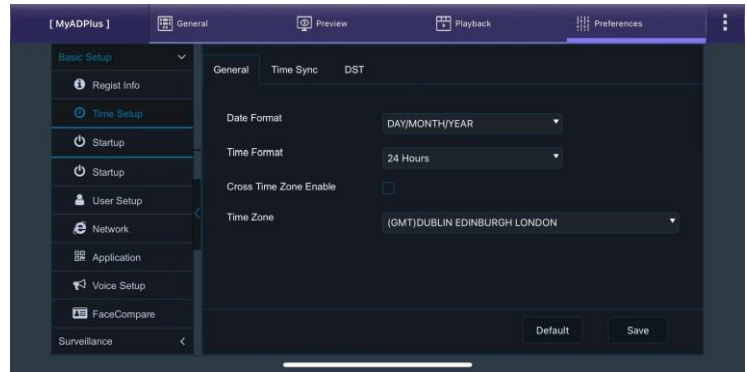 [ MyADPlus ] General Preview Playback Preferences
Basic Setup
Regist Info
Time Setup
Startup
Startup
User Setup
Network
Application
Voice Setup
FaceCompare
Surveillance
General Time Sync DST
Date Format DAY/MONTH/YEAR
Time Format 24 Hours
Cross Time Zone Enable
Time Zone (GMT)DUBLIN EDINBURGH LONDON
Default Save